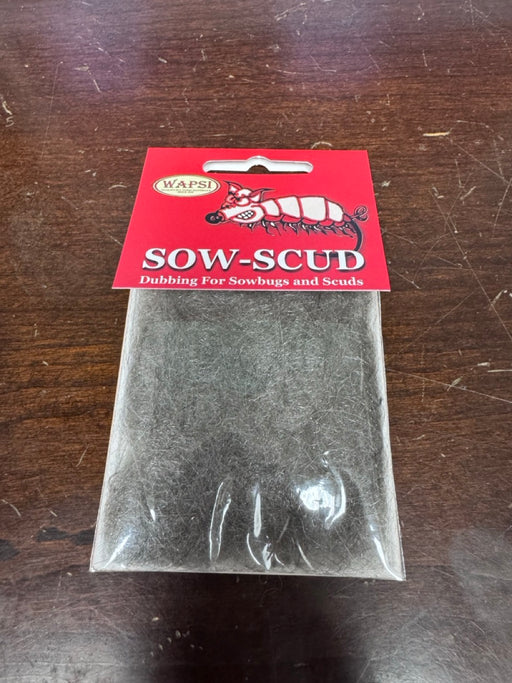 WAPSI
SOW-SCUD
Dubbing For Sowbugs and Scuds